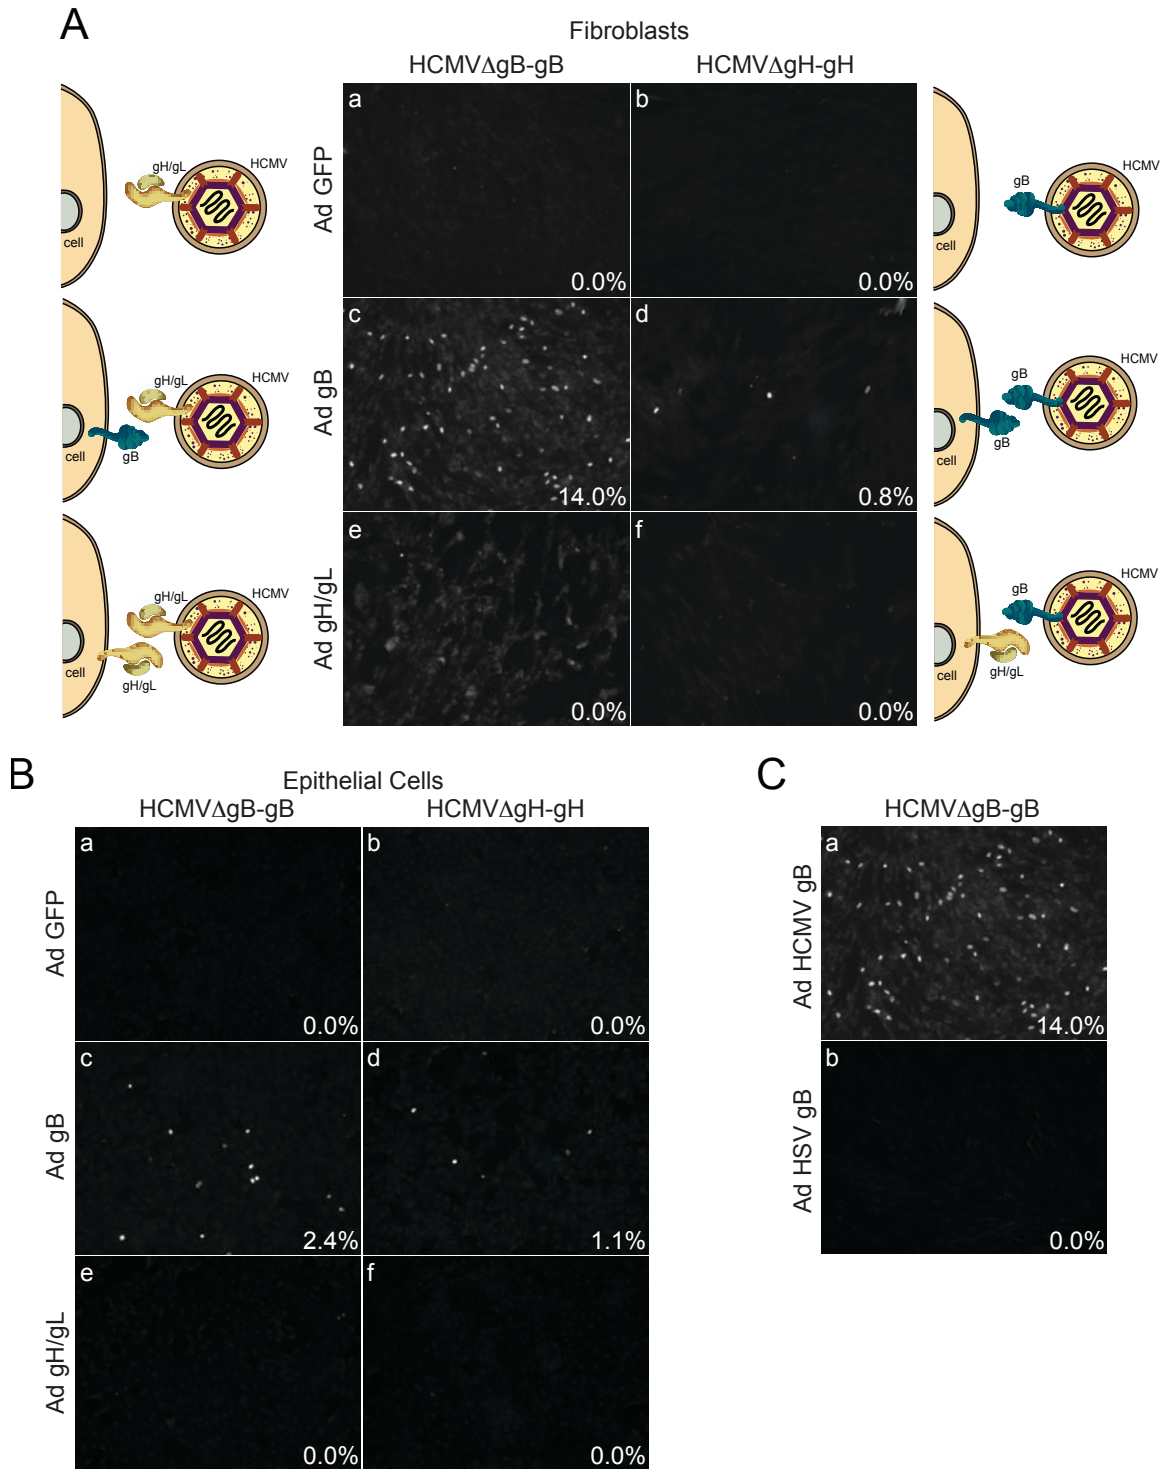 A
Fibroblasts
HCMVΔgB-gB
HCMVΔgH-gH
Ad GFP
a
0.0%
b
0.0%
gH/gL
HCMV
cell
gB
HCMV
cell
Ad gB
c
14.0%
d
0.8%
gH/gL
HCMV
cell
gB
HCMV
gB
cell
gB
Ad gH/gL
e
0.0%
f
0.0%
gH/gL
HCMV
cell
gH/gL
HCMV
gB
cell
gH/gL
B
Epithelial Cells
HCMVΔgB-gB
HCMVΔgH-gH
Ad GFP
a
0.0%
b
0.0%
Ad gB
c
2.4%
d
1.1%
Ad gH/gL
e
0.0%
f
0.0%
C
HCMVΔgB-gB
Ad HCMV gB
a
14.0%
Ad HSV gB
b
0.0%